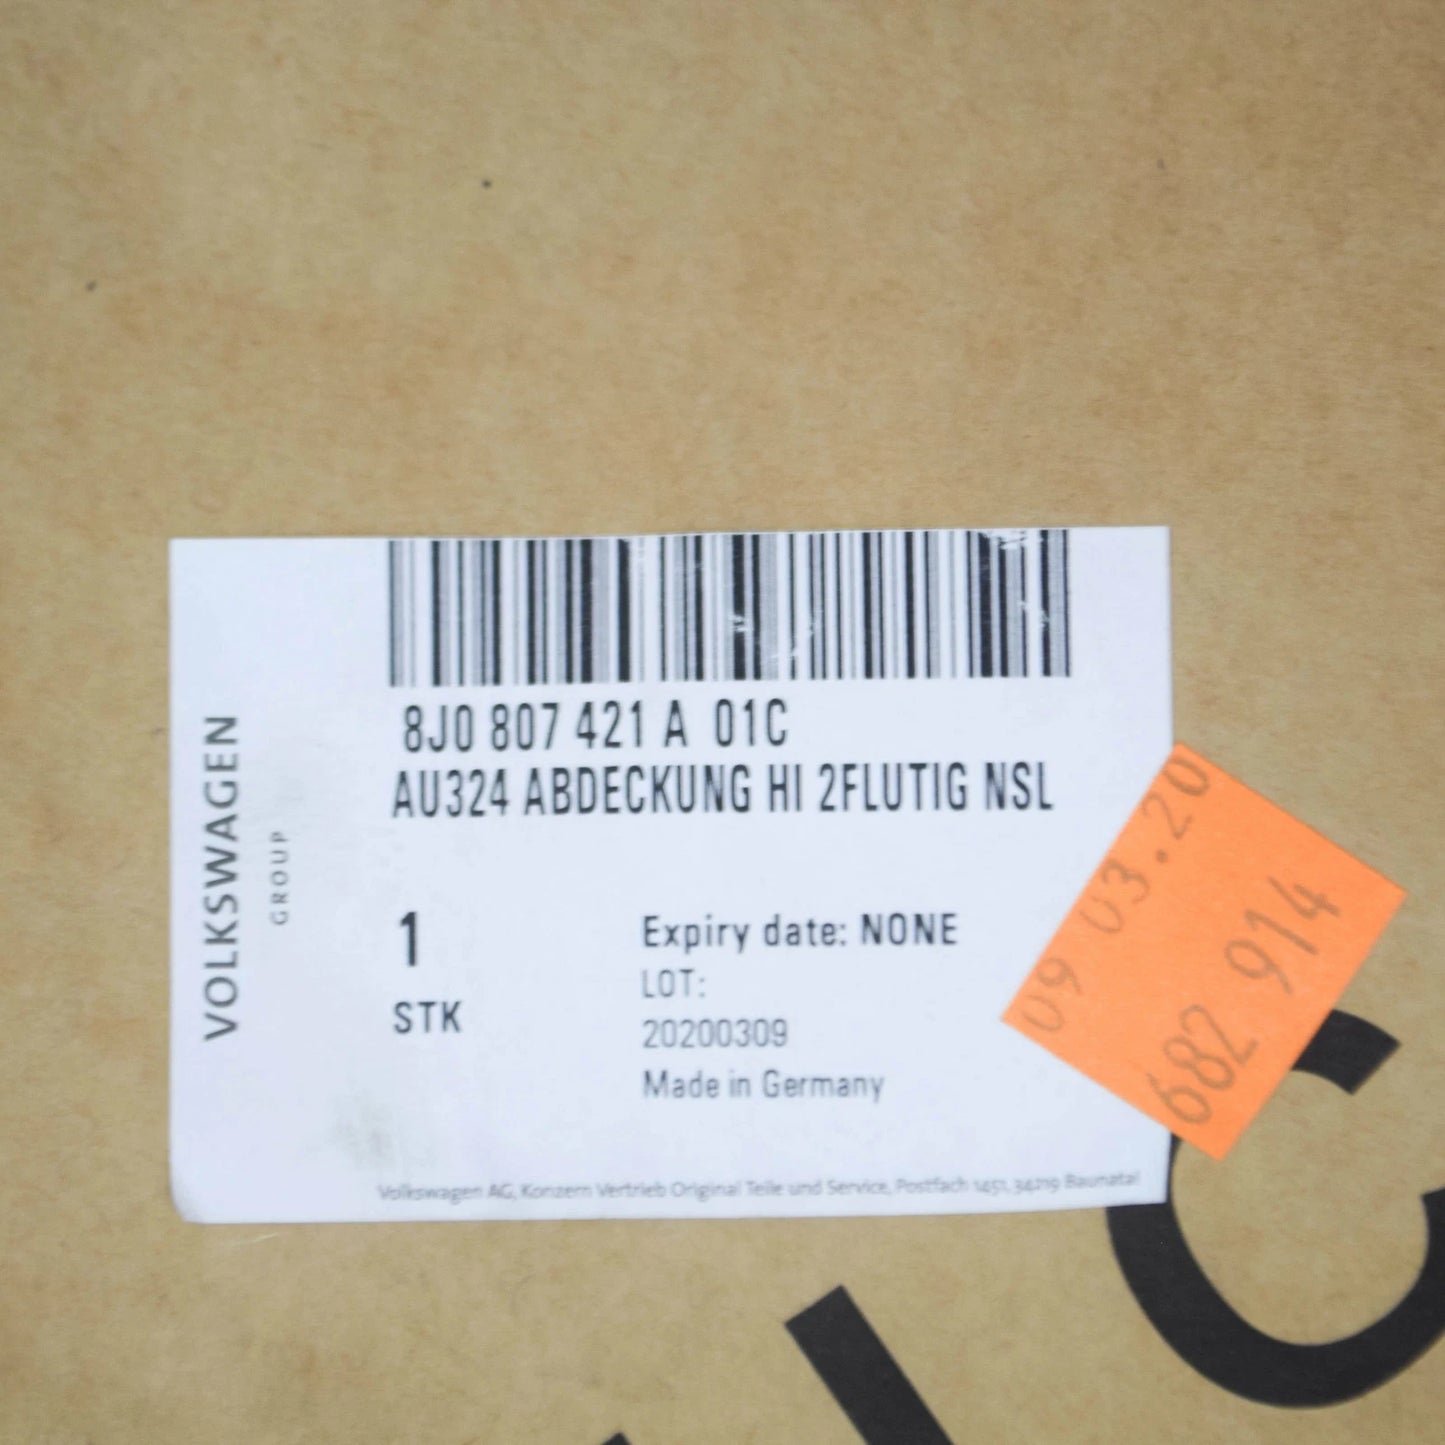 VOLKSWAGEN
GROUP
8J0 807 421 A 01C
AU324 ABDECKUNG HI 2FLUTIG NSL
1
STK
Expiry date: NONE
LOT:
20200309
Made in Germany
Volkswagen AG, Konzern Vertrieb Original Teile und Service, Postfach 1451, 34219 Baunatal
09 03.20
682 914